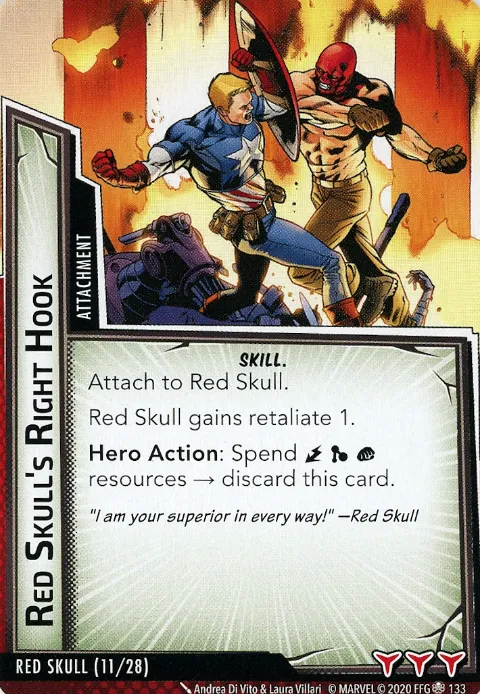 ATTACHMENT
RED SKULL'S RIGHT HOOK
SKILL.
Attach to Red Skull.
Red Skull gains retaliate 1.
Hero Action: Spend
resources → discard this card.
"I am your superior in every way!" —Red Skull
RED SKULL (11/28)
Andrea Di Vito & Laura Villari © MARVEL © 2020 FFG 133